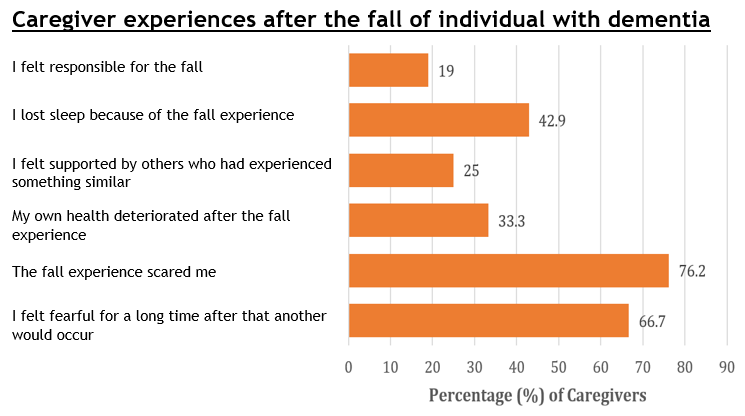 Caregiver experiences after the fall of individual with dementia
I felt responsible for the fall
19
I lost sleep because of the fall experience
42.9
I felt supported by others who had experienced
something similar
25
My own health deteriorated after the fall
experience
33.3
The fall experience scared me
76.2
I felt fearful for a long time after that another
would occur
66.7
0 10 20 30 40 50 60 70 80 90
Percentage (%) of Caregivers